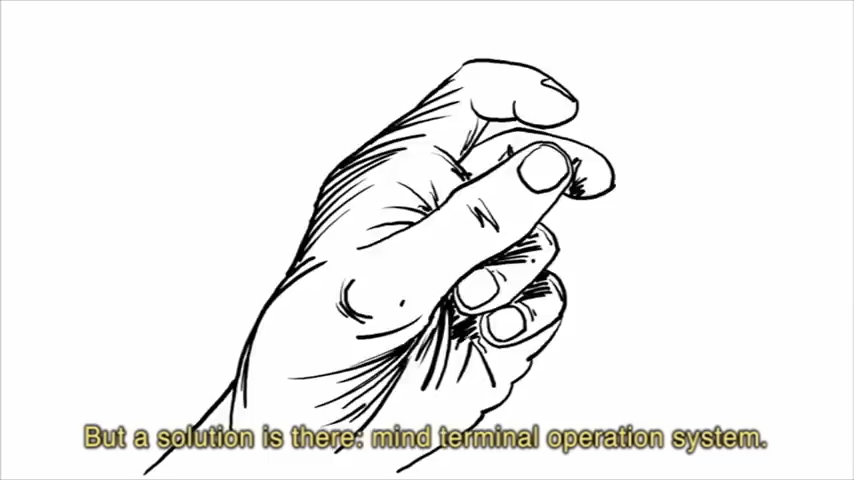 But a solution is there: mind terminal operation system.